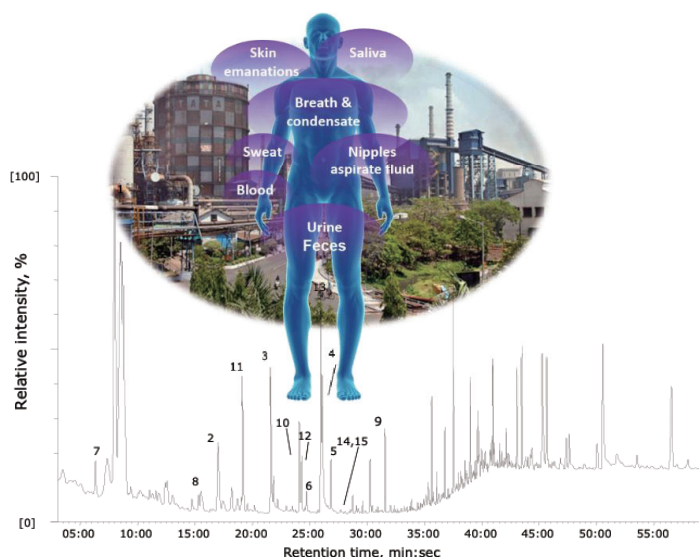 Skin
emanations
Saliva
Breath &
condensate
Sweat
Nipples
aspirate fluid
Blood
Urine
Feces
[100]
Relative intensity, %
[0]
1
13
11
3
4
7
2
10
12
9
8
5
14,15
6
05:00 10:00 15:00 20:00 25:00 30:00 35:00 40:00 45:00 50:00 55:00
Retention time, min:sec